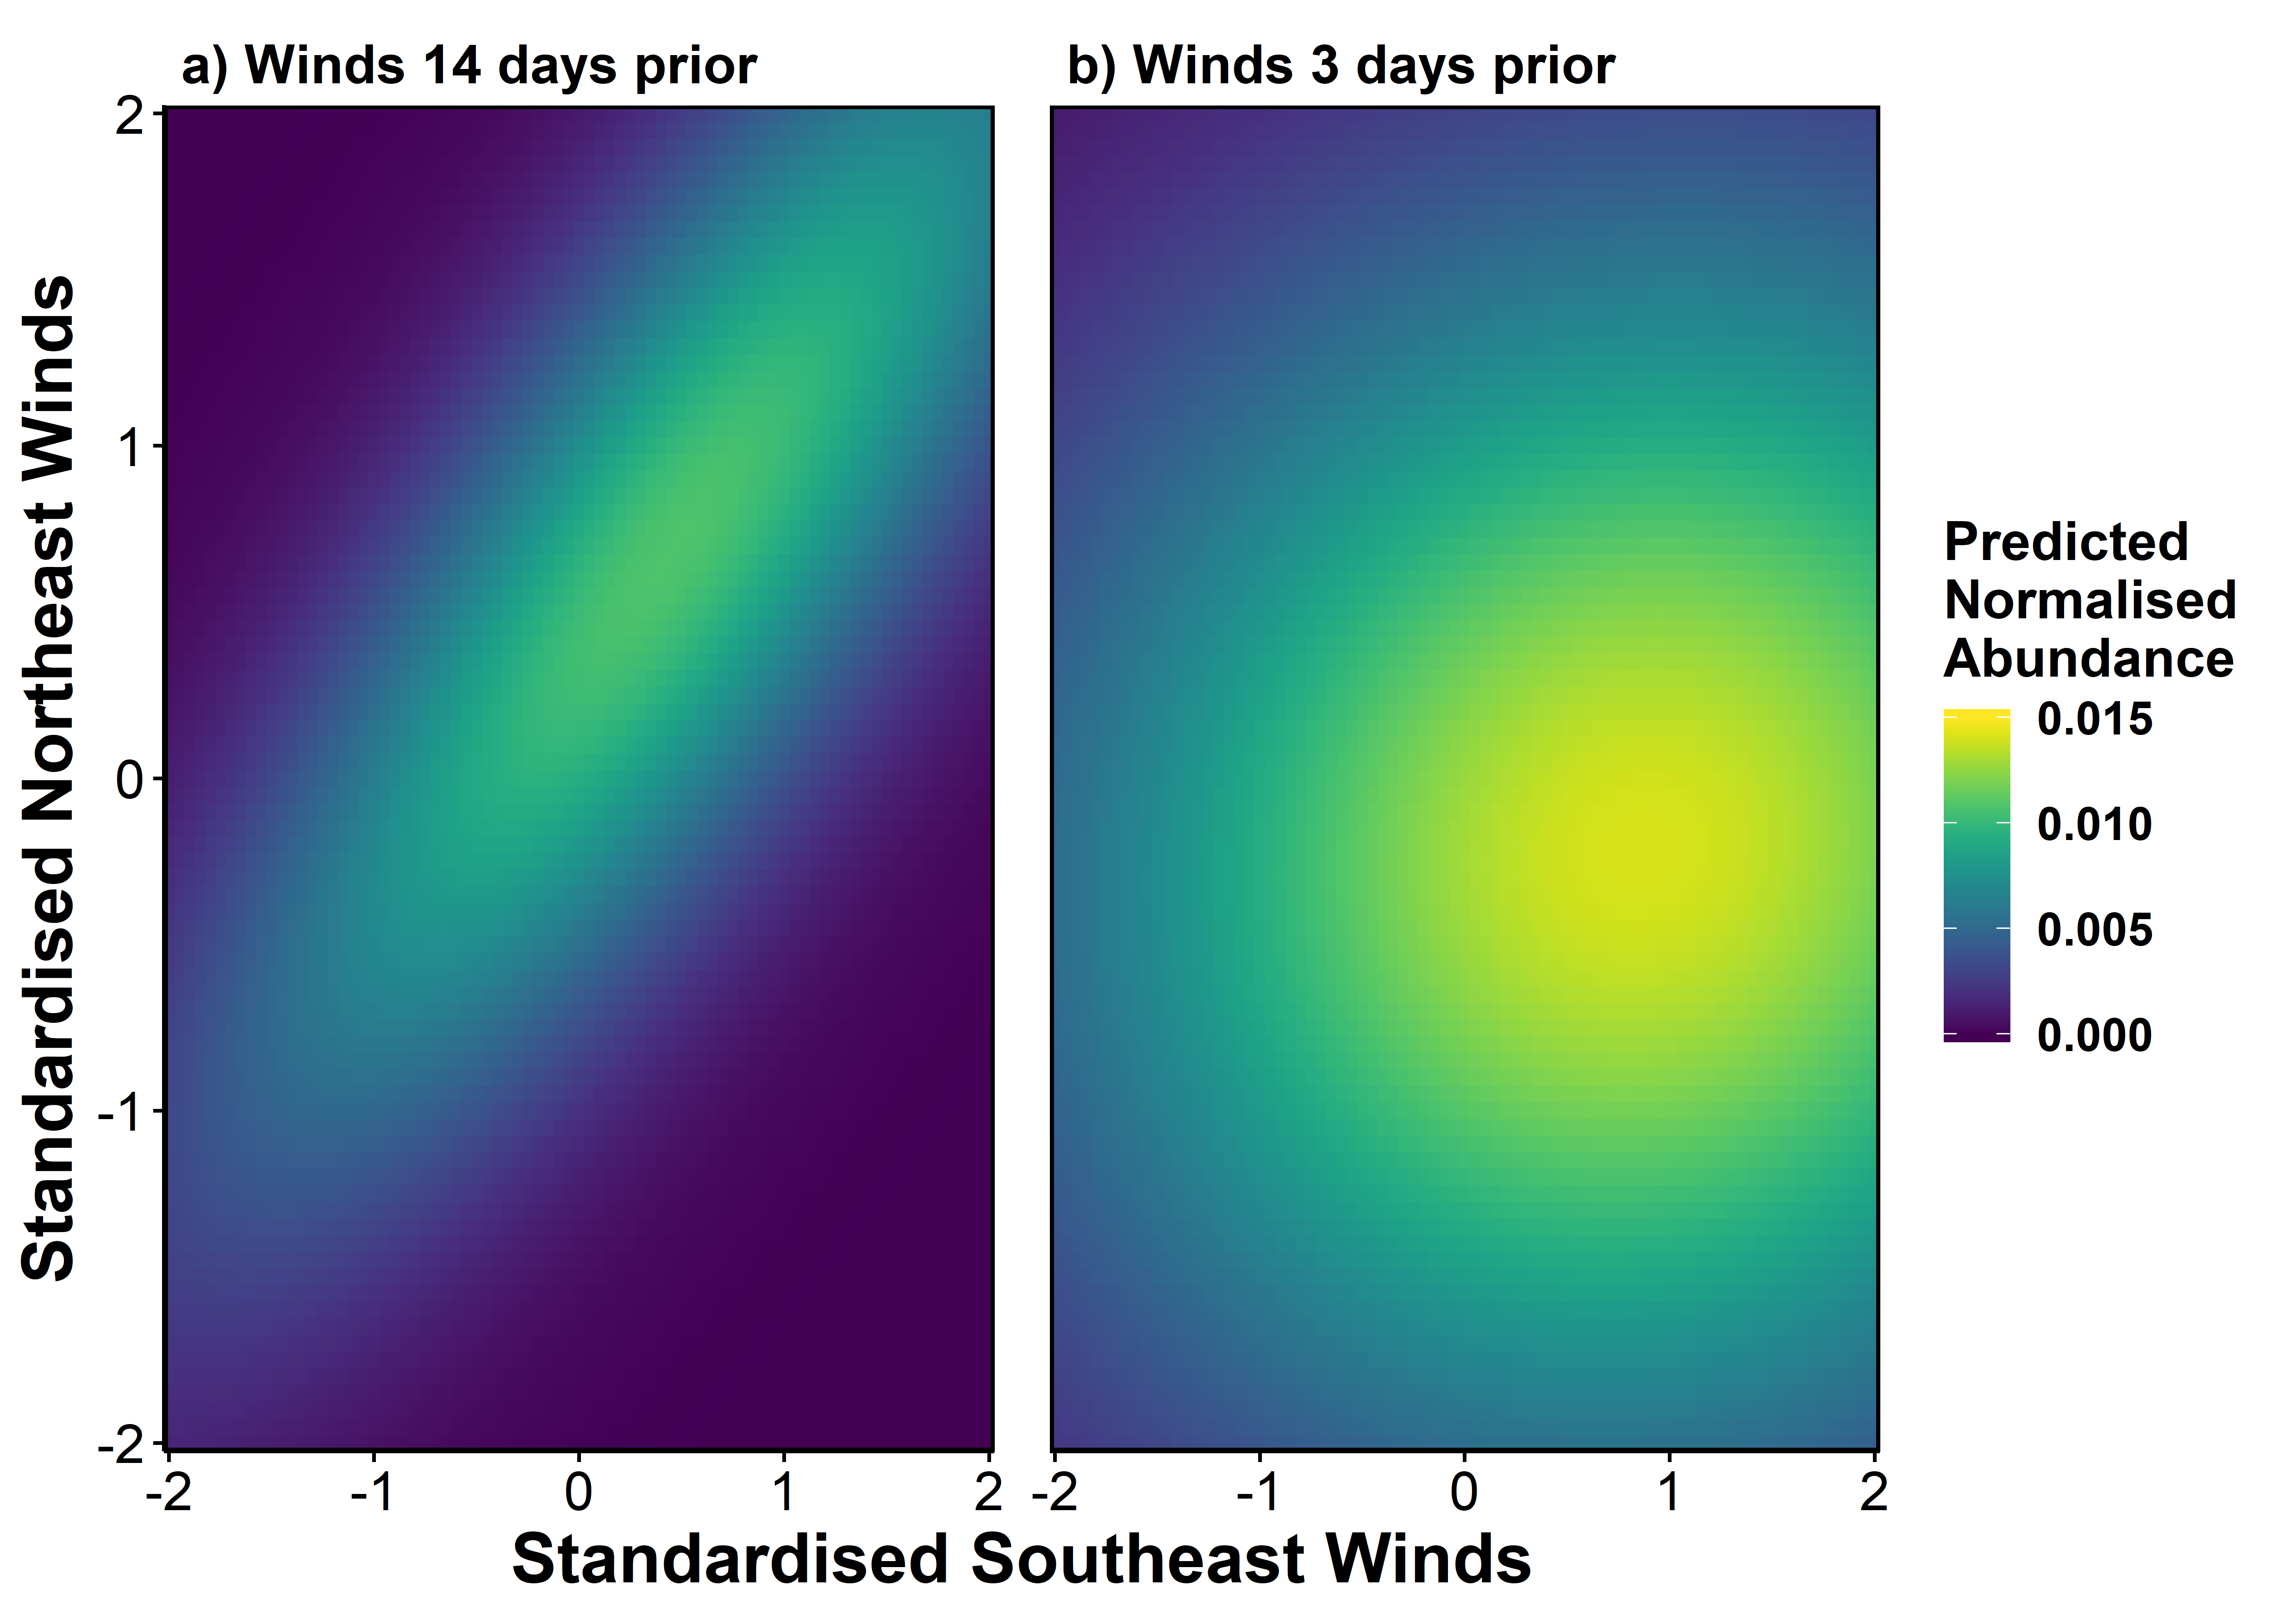 a) Winds 14 days prior
b) Winds 3 days prior
Standardised Northeast Winds
2
1
0
-1
-2
-2 -1 0 1 2
-2 -1 0 1 2
Standardised Southeast Winds
Predicted
Normalised
Abundance
0.015
0.010
0.005
0.000